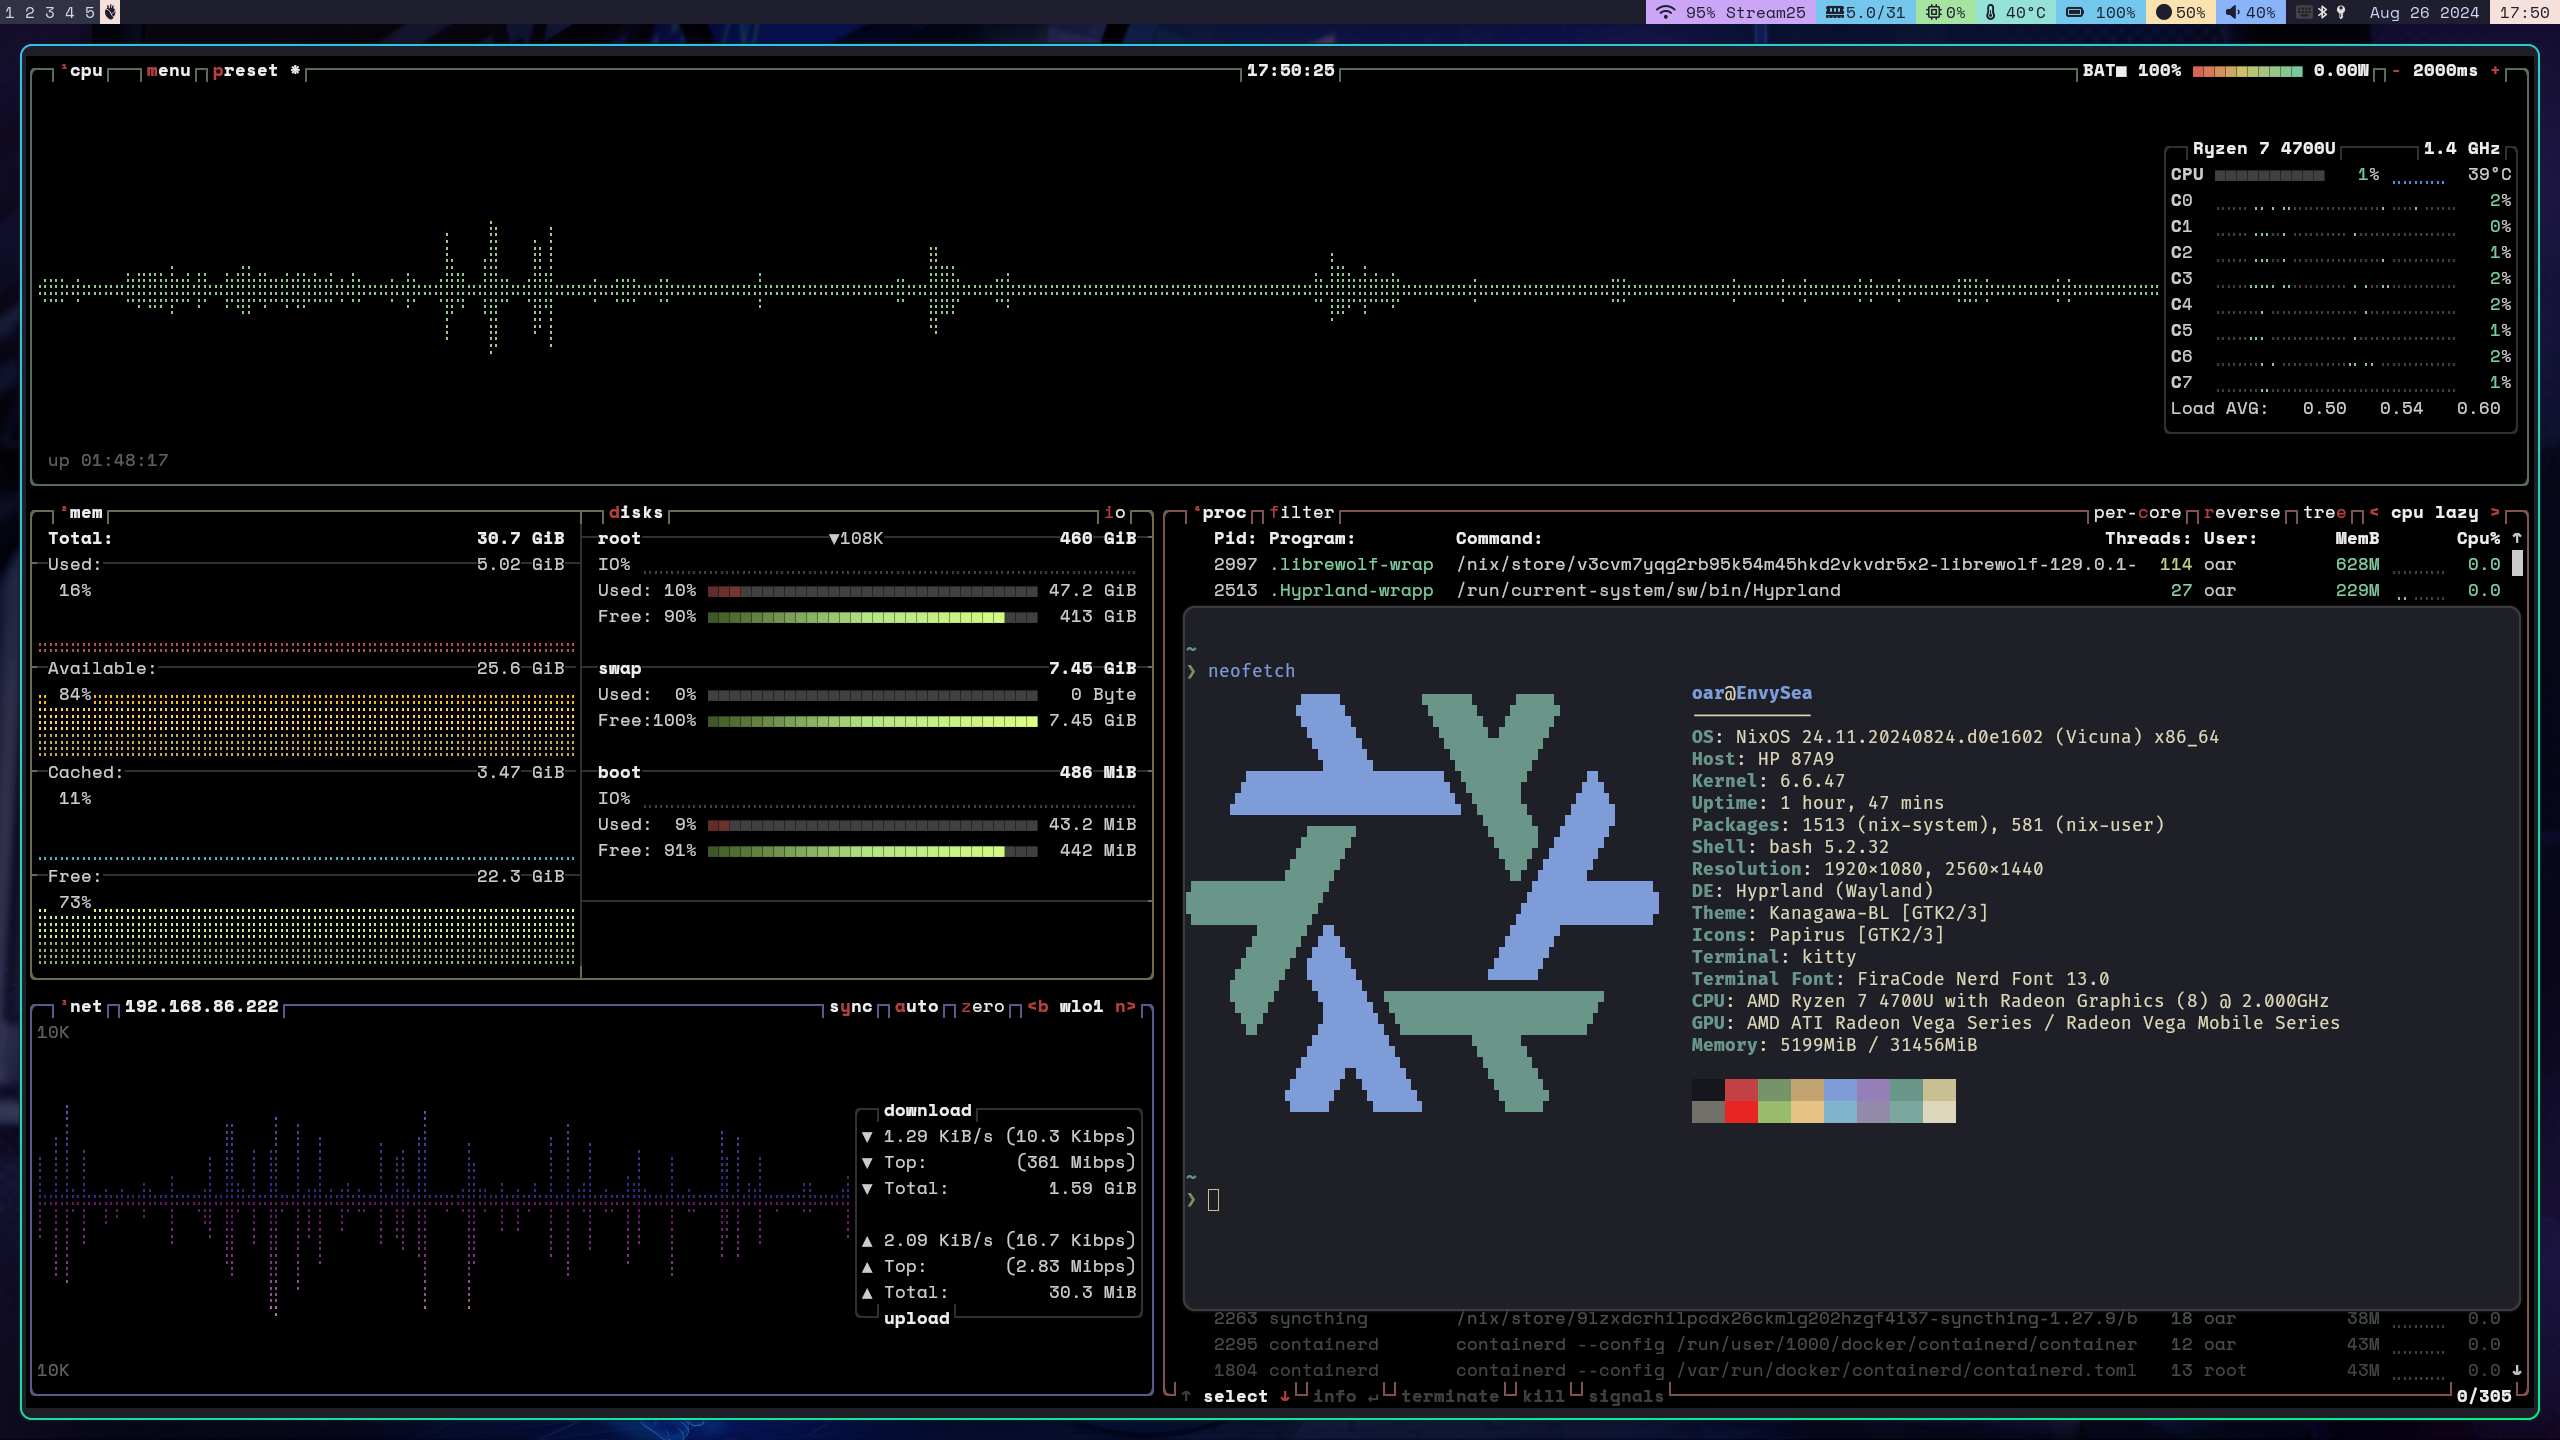 1 2 3 4 5 95% Stream25 5.0/31 0% 40°C 100% 50% 40% Aug 26 2024 17:50
¹cpu menu preset * 17:50:25 BAT■ 100% 0.00W - 2000ms +
Ryzen 7 4700U 1.4 GHz
CPU 1% 39°C
C0 2%
C1 0%
C2 1%
C3 2%
C4 2%
C5 1%
C6 2%
C7 1%
Load AVG: 0.50 0.54 0.60
up 01:48:17
²mem
Total: 30.7 GiB
Used: 5.02 GiB
16%
Available: 25.6 GiB
84%
Cached: 3.47 GiB
11%
Free: 22.3 GiB
73%
disks io
root ▼108K 460 GiB
IO%
Used: 10% 47.2 GiB
Free: 90% 413 GiB
swap 7.45 GiB
Used: 0% 0 Byte
Free:100% 7.45 GiB
boot 486 MiB
IO%
Used: 9% 43.2 MiB
Free: 91% 442 MiB
³net 192.168.86.222 sync auto zero <b wlo1 n>
10K
download
▼ 1.29 KiB/s (10.3 Kibps)
▼ Top: (361 Mibps)
▼ Total: 1.59 GiB
▲ 2.09 KiB/s (16.7 Kibps)
▲ Top: (2.83 Mibps)
▲ Total: 30.3 MiB
upload
10K
⁴proc filter per-core reverse tree < cpu lazy >
Pid: Program: Command: Threads: User: MemB Cpu% ↑
2997 .librewolf-wrap /nix/store/v3cvm7yqg2rb95k54m45hkd2vkvdr5x2-librewolf-129.0.1- 114 oar 628M 0.0
2513 .Hyprland-wrapp /run/current-system/sw/bin/Hyprland 27 oar 229M 0.0
~
❯ neofetch
oar@EnvySea
OS: NixOS 24.11.20240824.d0e1602 (Vicuna) x86_64
Host: HP 87A9
Kernel: 6.6.47
Uptime: 1 hour, 47 mins
Packages: 1513 (nix-system), 581 (nix-user)
Shell: bash 5.2.32
Resolution: 1920×1080, 2560×1440
DE: Hyprland (Wayland)
Theme: Kanagawa-BL [GTK2/3]
Icons: Papirus [GTK2/3]
Terminal: kitty
Terminal Font: FiraCode Nerd Font 13.0
CPU: AMD Ryzen 7 4700U with Radeon Graphics (8) @ 2.000GHz
GPU: AMD ATI Radeon Vega Series / Radeon Vega Mobile Series
Memory: 5199MiB / 31456MiB
~
❯
2263 syncthing /nix/store/9lzxdcrhilpcdx26ckmlg202hzgf4i37-syncthing-1.27.9/b 18 oar 38M 0.0
2295 containerd containerd --config /run/user/1000/docker/containerd/container 12 oar 43M 0.0
1804 containerd containerd --config /var/run/docker/containerd/containerd.toml 13 root 43M 0.0 ↓
↑ select ↓ info ↵ terminate kill signals 0/305